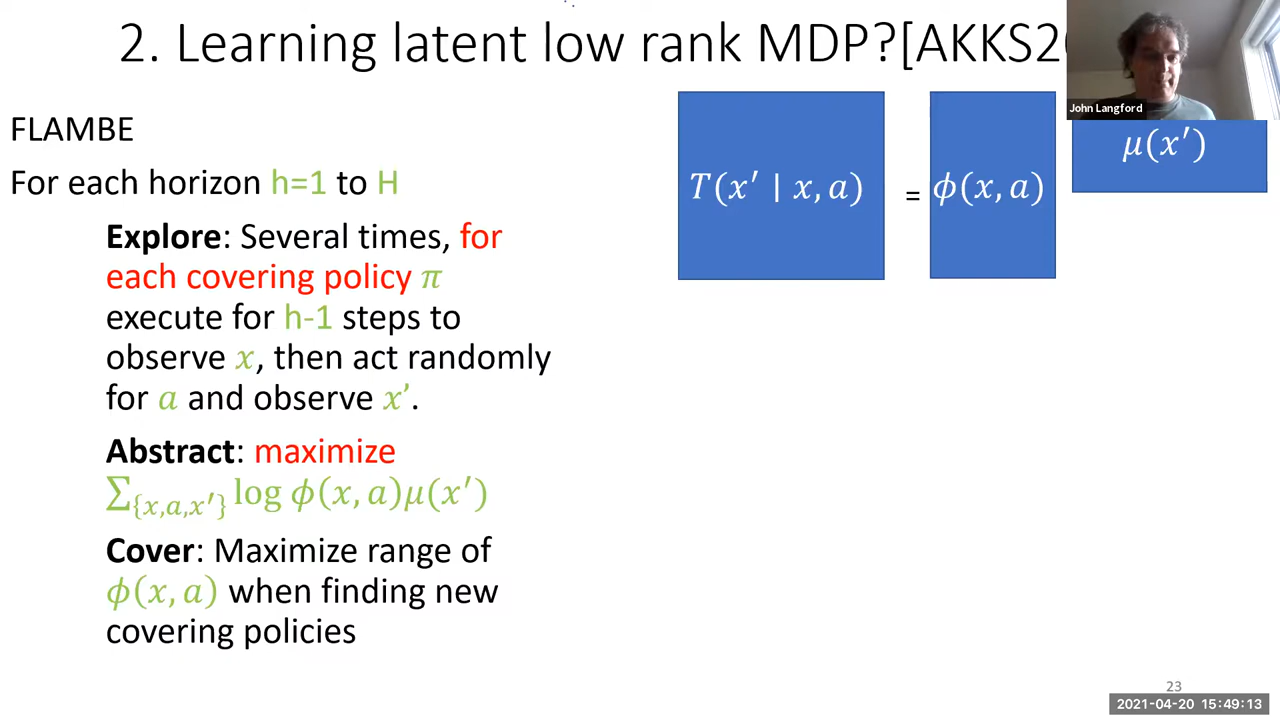 2. Learning latent low rank MDP?[AKKS2
John Langford
FLAMBE
For each horizon h=1 to H
Explore: Several times, for
each covering policy π
execute for h-1 steps to
observe x, then act randomly
for a and observe x’.
Abstract: maximize
∑_{x,a,x′} log ϕ(x, a)μ(x′)
Cover: Maximize range of
ϕ(x, a) when finding new
covering policies
T(x′ | x, a)
=
ϕ(x, a)
μ(x′)
23
2021-04-20 15:49:13